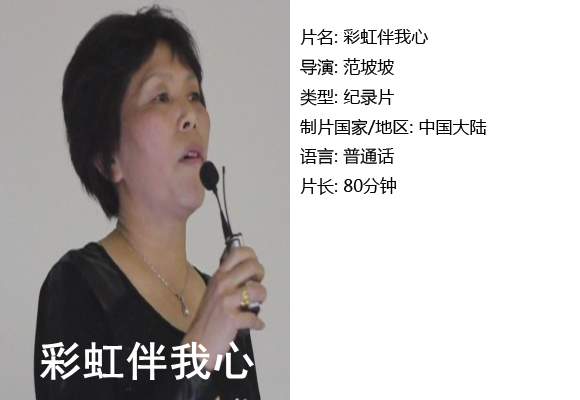 片名: 彩虹伴我心
导演: 范坡坡
类型: 纪录片
制片国家/地区: 中国大陆
语言: 普通话
片长: 80分钟
彩虹伴我心